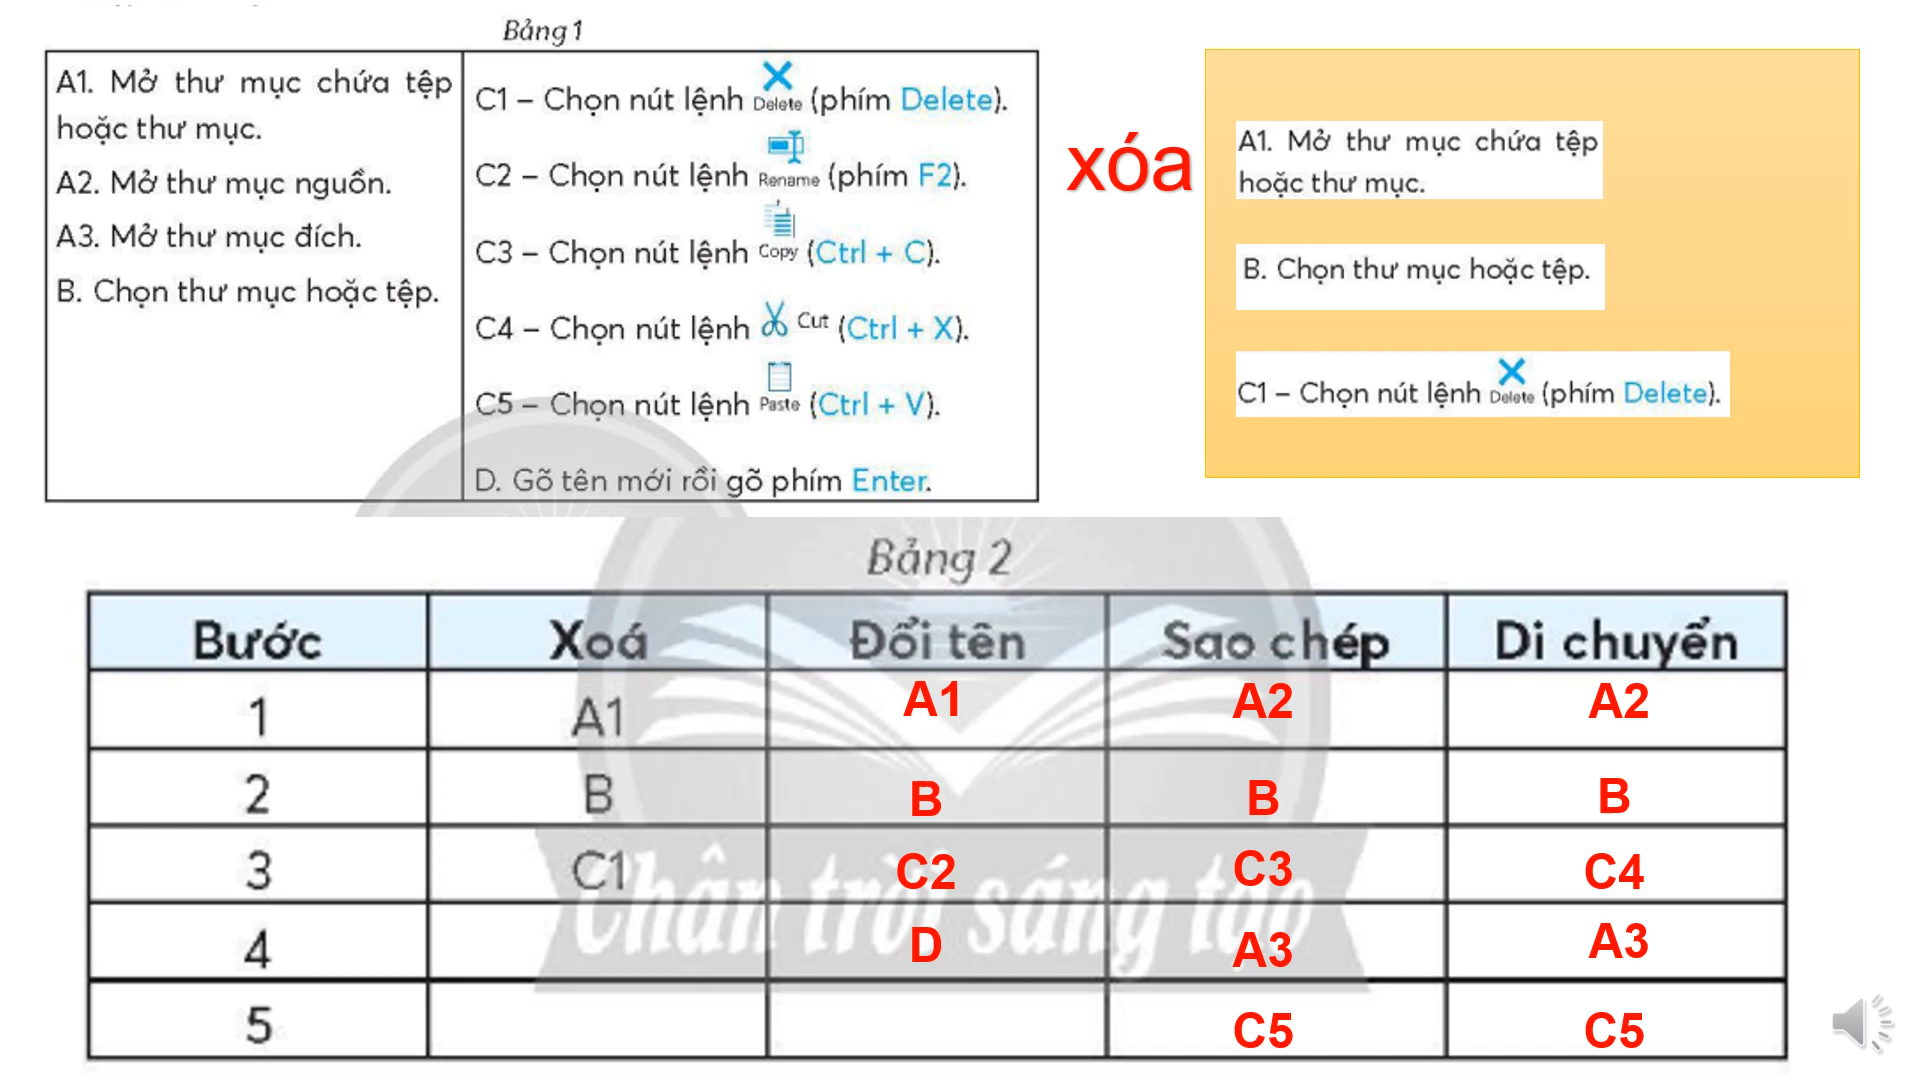 Bảng 1
A1. Mở thư mục chứa tệp
hoặc thư mục.
A2. Mở thư mục nguồn.
A3. Mở thư mục đích.
B. Chọn thư mục hoặc tệp.
C1 – Chọn nút lệnh Delete (phím Delete).
C2 – Chọn nút lệnh Rename (phím F2).
C3 – Chọn nút lệnh Copy (Ctrl + C).
C4 – Chọn nút lệnh Cut (Ctrl + X).
C5 – Chọn nút lệnh Paste (Ctrl + V).
D. Gõ tên mới rồi gõ phím Enter.
xóa
A1. Mở thư mục chứa tệp
hoặc thư mục.
B. Chọn thư mục hoặc tệp.
C1 – Chọn nút lệnh Delete (phím Delete).
Bảng 2
Bước Xoá Đổi tên Sao chép Di chuyển
1 A1 A1 A2 A2
2 B B B B
3 C1 C2 C3 C4
4 D A3 A3
5 C5 C5
Chân trời sáng tạo